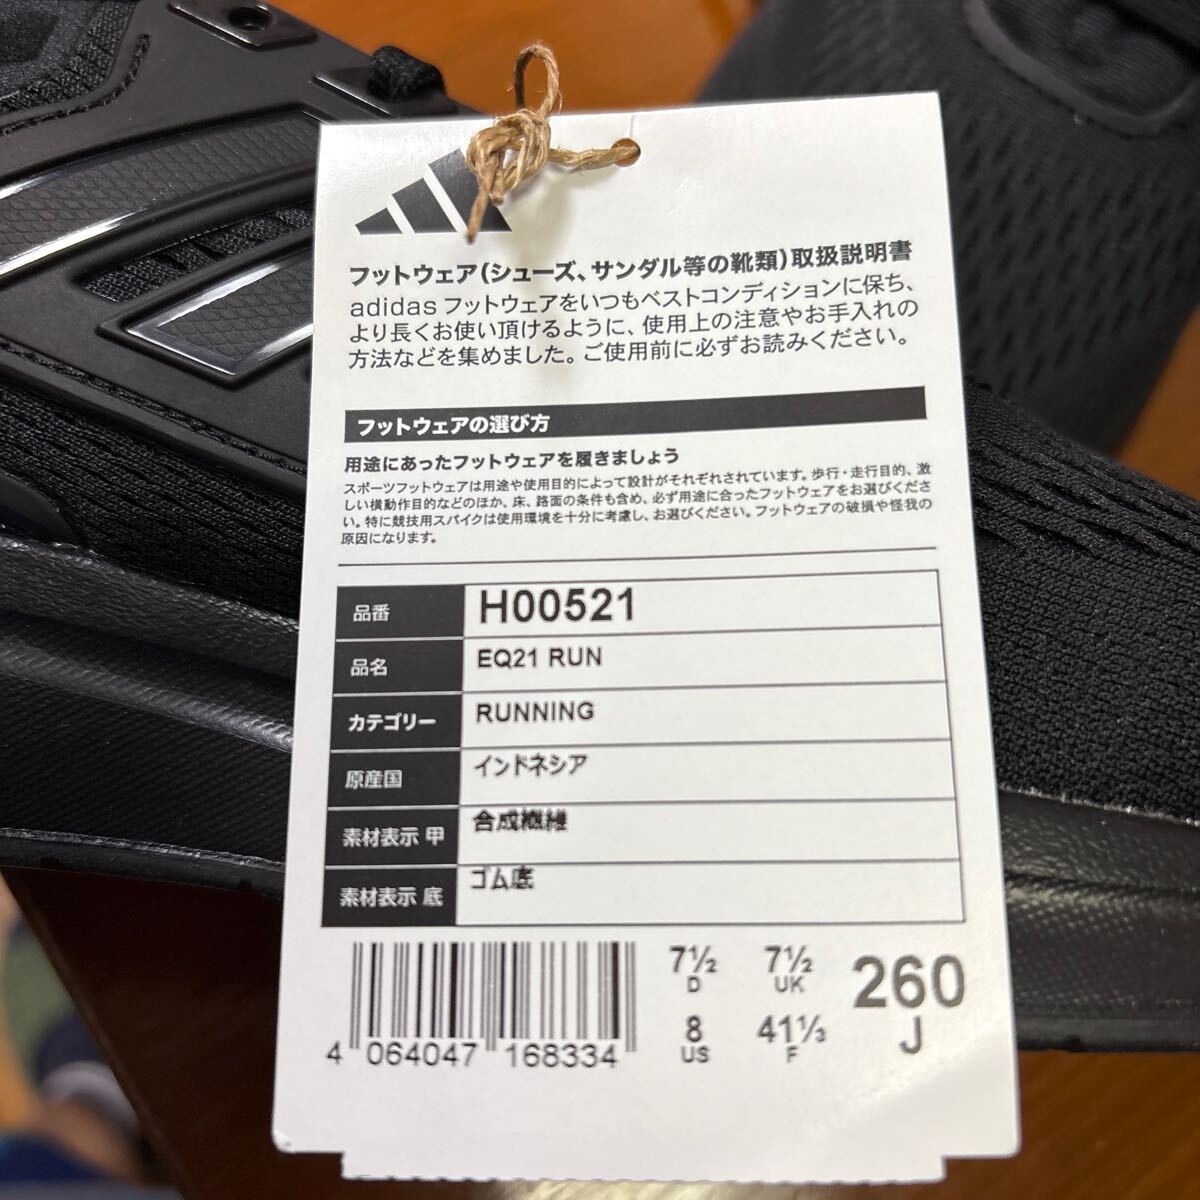 フットウェア(シューズ、サンダル等の靴類)取扱説明書
adidas フットウェアをいつもベストコンディションに保ち、
より長くお使い頂けるように、使用上の注意やお手入れの
方法などを集めました。ご使用前に必ずお読みください。
フットウェアの選び方
用途にあったフットウェアを履きましょう
スポーツフットウェアは用途や使用目的によって設計がそれぞれされています。歩行・走行目的、激
しい横動作目的などのほか、床、路面の条件も含め、必ず用途に合ったフットウェアをお選びくださ
い。特に競技用スパイクは使用環境を十分に考慮し、お選びください。フットウェアの破損や怪我の
原因になります。
品番 H00521
品名 EQ21 RUN
カテゴリー RUNNING
原産国 インドネシア
素材表示 甲 合成繊維
素材表示 底 ゴム底
7½ 7½ 260
D UK J
8 41⅓
US F
4 064047 168334